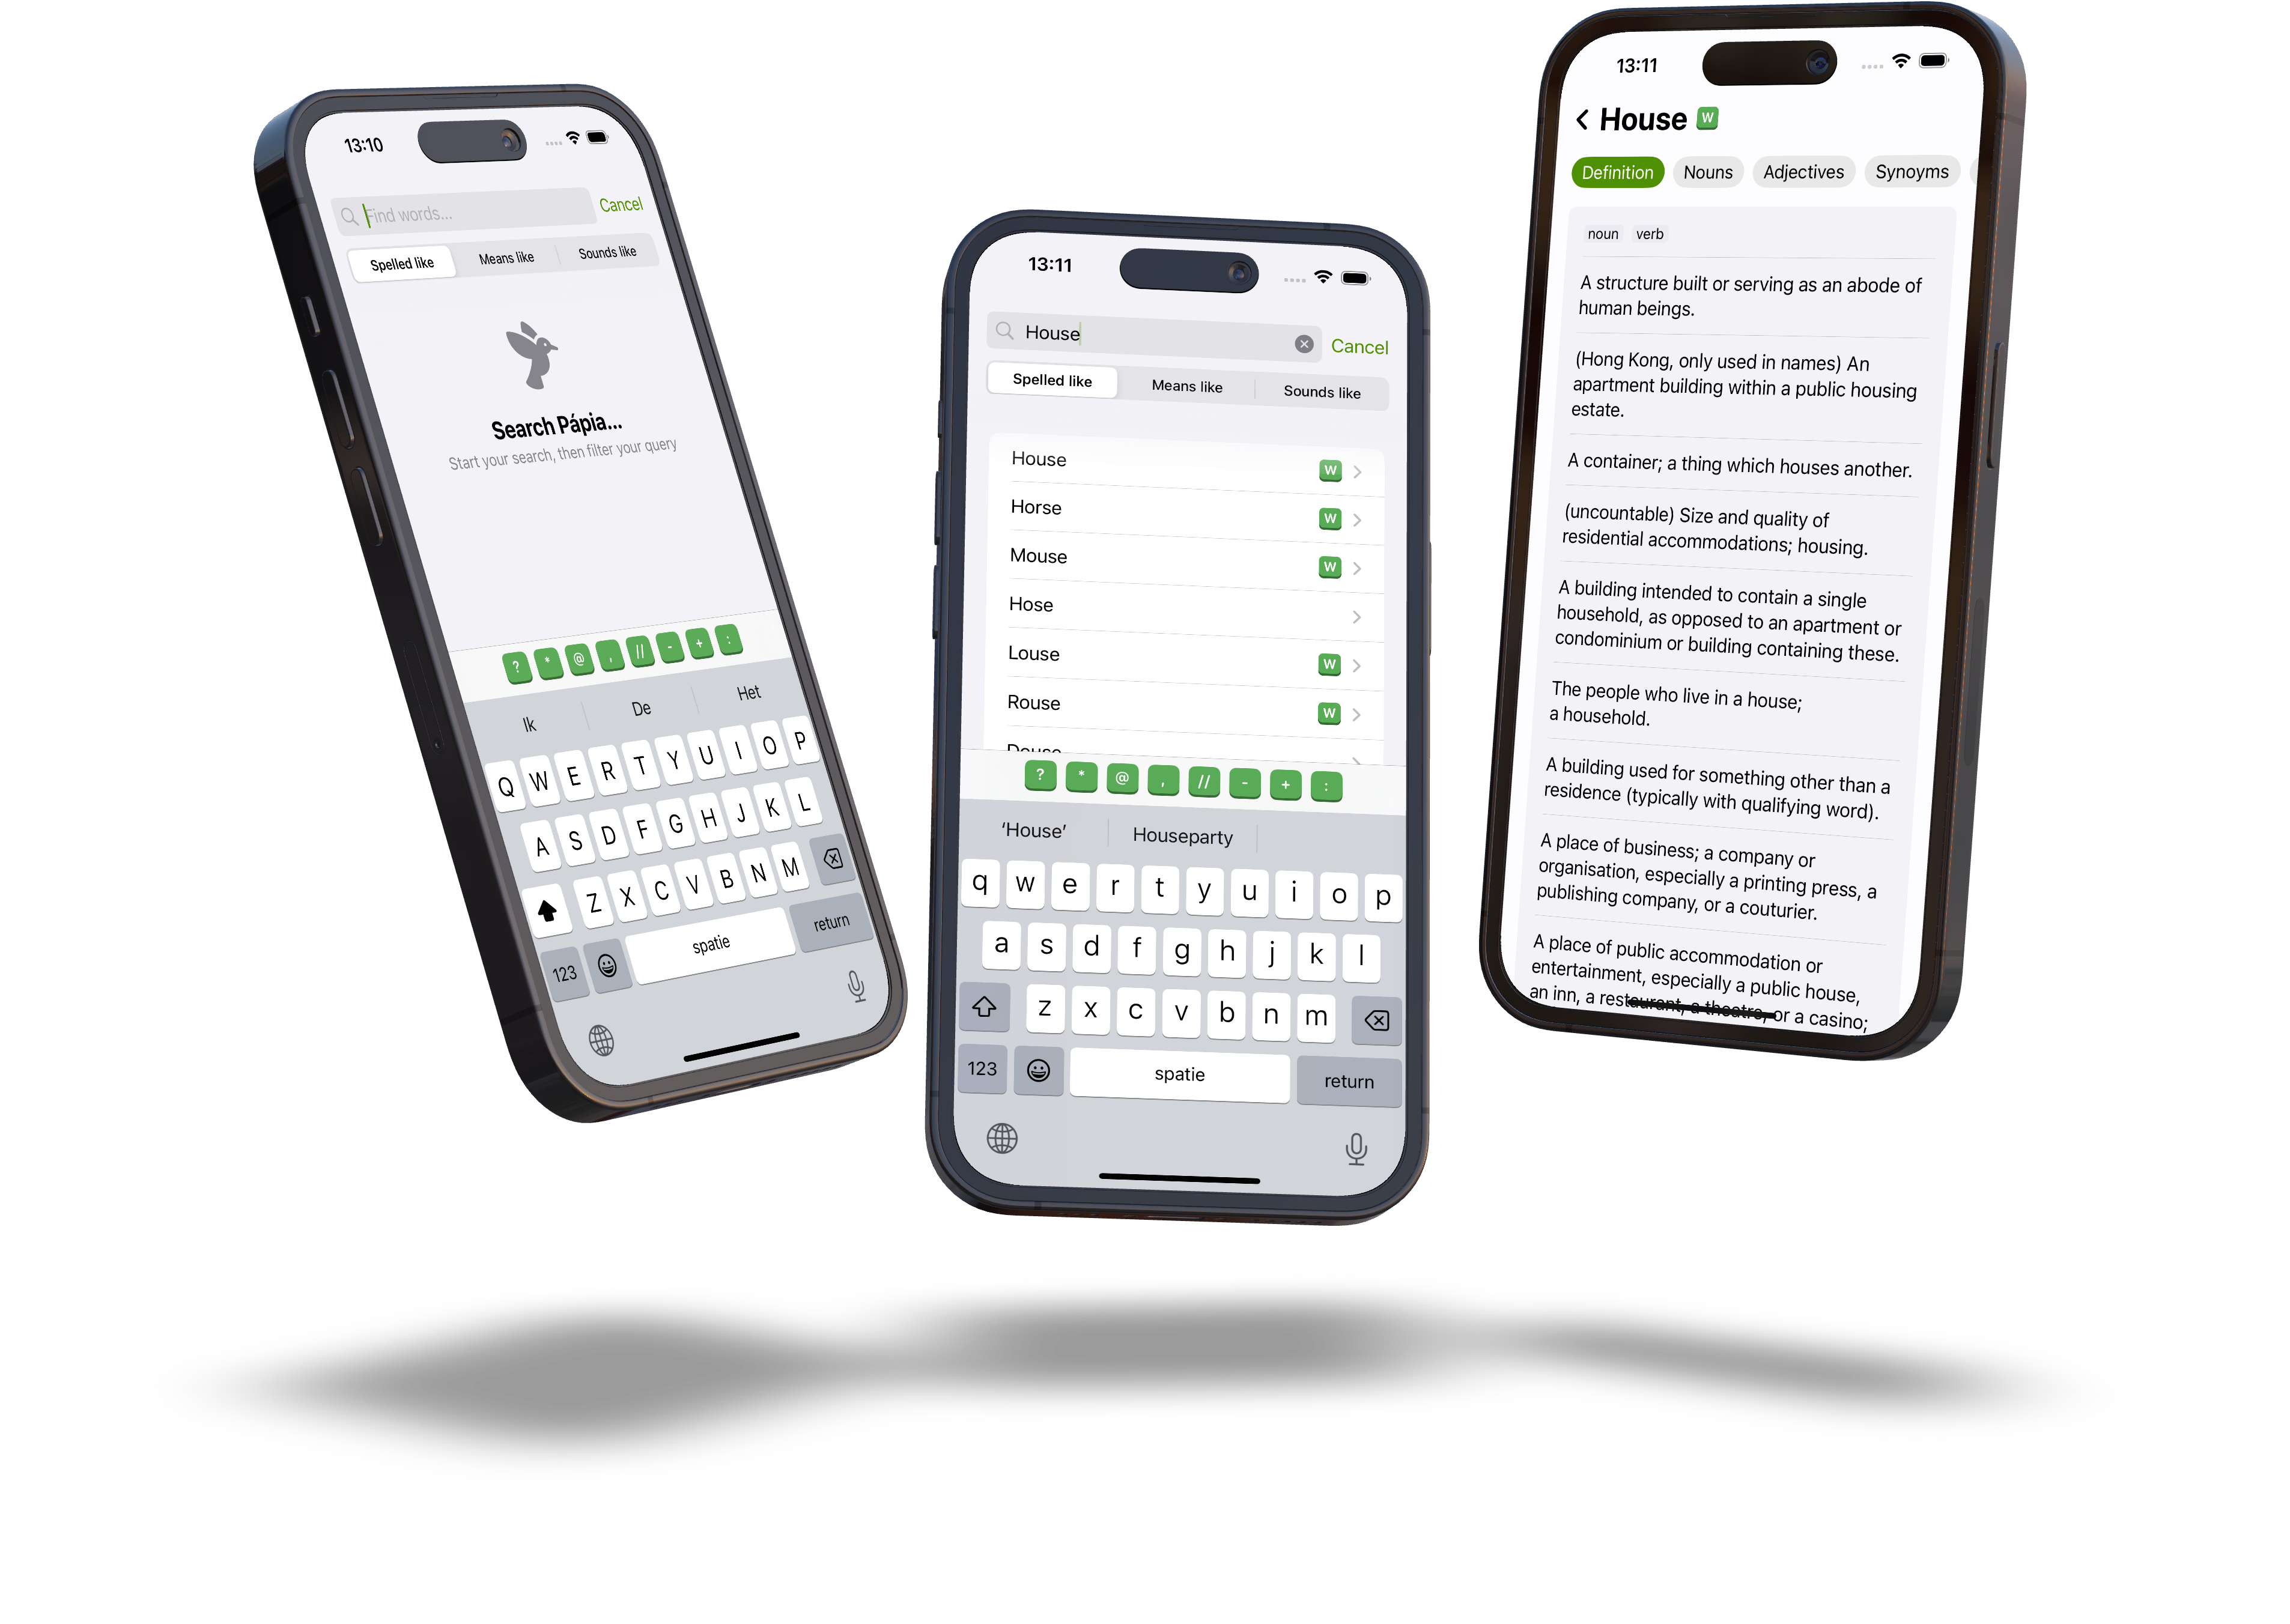 13:10
Find words...
Cancel
Spelled like
Means like
Sounds like
Search Pápia...
Start your search, then filter your query
? * @ , // - + :
Ik
De
Het
Q W E R T Y U I O P
A S D F G H J K L
Z X C V B N M
123
spatie
return
13:11
House
Cancel
Spelled like
Means like
Sounds like
House W
Horse W
Mouse W
Hose
Louse W
Rouse W
? * @ , // - + :
‘House’
Houseparty
q w e r t y u i o p
a s d f g h j k l
z x c v b n m
123
spatie
return
13:11
House W
Definition
Nouns
Adjectives
Synoyms
noun verb
A structure built or serving as an abode of
human beings.
(Hong Kong, only used in names) An
apartment building within a public housing
estate.
A container; a thing which houses another.
(uncountable) Size and quality of
residential accommodations; housing.
A building intended to contain a single
household, as opposed to an apartment or
condominium or building containing these.
The people who live in a house;
a household.
A building used for something other than a
residence (typically with qualifying word).
A place of business; a company or
organisation, especially a printing press, a
publishing company, or a couturier.
A place of public accommodation or
entertainment, especially a public house,
an inn, a restaurant, a theatre, or a casino;